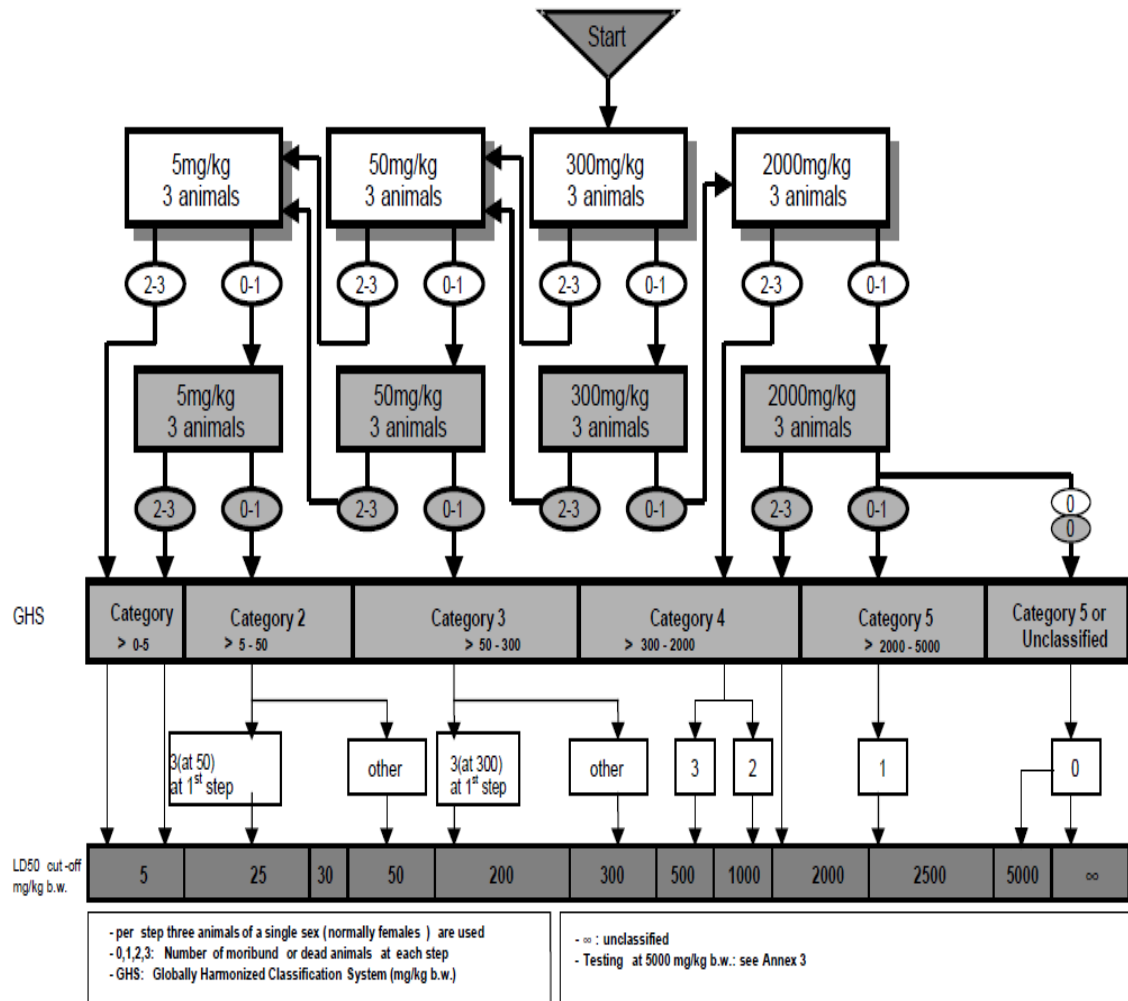 Start
5mg/kg
3 animals
50mg/kg
3 animals
300mg/kg
3 animals
2000mg/kg
3 animals
2-3
0-1
2-3
0-1
2-3
0-1
2-3
0-1
5mg/kg
3 animals
50mg/kg
3 animals
300mg/kg
3 animals
2000mg/kg
3 animals
2-3
0-1
2-3
0-1
2-3
0-1
2-3
0-1
0
0
GHS
Category
> 0-5
Category 2
> 5 - 50
Category 3
> 50 - 300
Category 4
> 300 - 2000
Category 5
> 2000 - 5000
Category 5 or
Unclassified
3(at 50)
at 1st step
other
3(at 300)
at 1st step
other
3
2
1
0
LD50 cut-off
mg/kg b.w.
5
25
30
50
200
300
500
1000
2000
2500
5000
∞
- per step three animals of a single sex ( normally females ) are used
- 0,1,2,3: Number of moribund or dead animals at each step
- GHS: Globally Harmonized Classification System (mg/kg b.w.)
- ∞ : unclassified
- Testing at 5000 mg/kg b.w.: see Annex 3